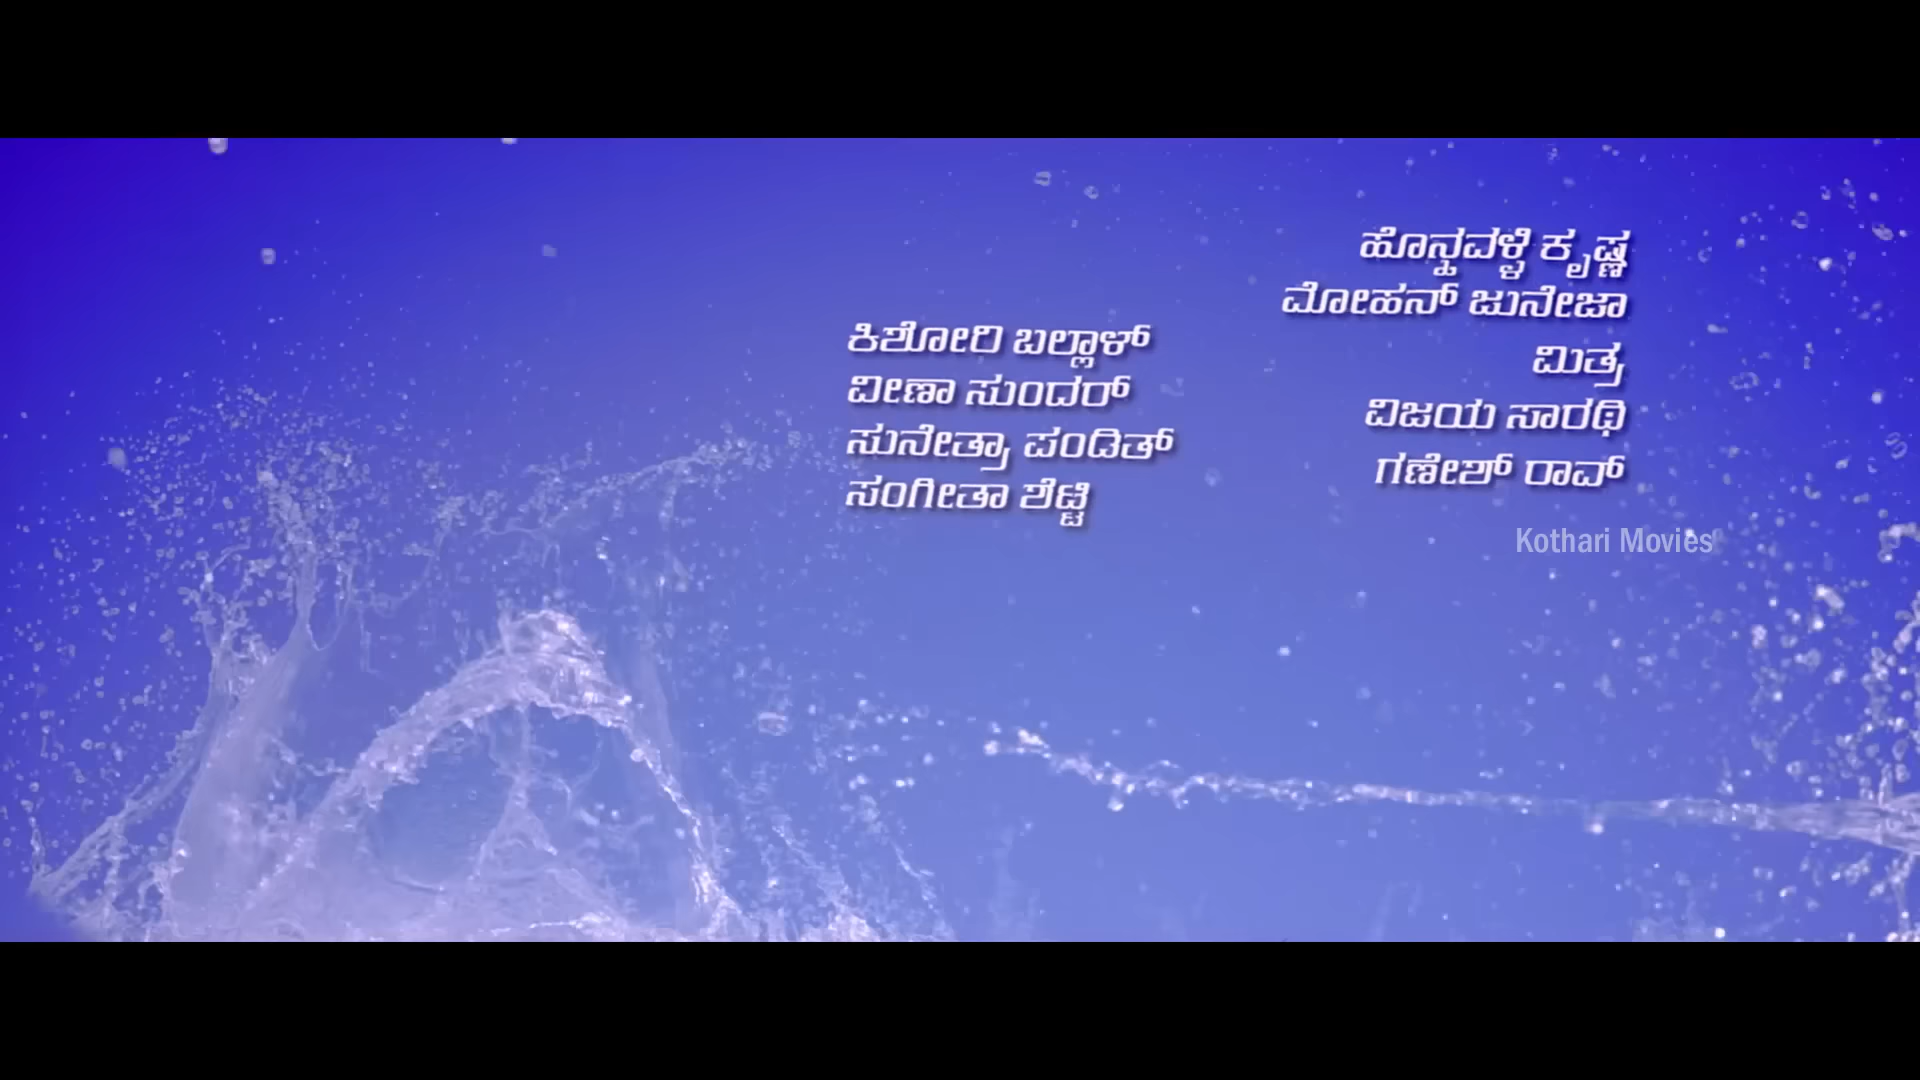 ಕಿಶೋರಿ ಬಲ್ಲಾಳ್
ವೀಣಾ ಸುಂದರ್
ಸುನೇತ್ರಾ ಪಂಡಿತ್
ಸಂಗೀತಾ ಶೆಟ್ಟಿ
ಹೊನ್ನವಳ್ಳಿ ಕೃಷ್ಣ
ಮೋಹನ್ ಜುನೇಜಾ
ಮಿತ್ರ
ವಿಜಯ ಸಾರಥಿ
ಗಣೇಶ್ ರಾವ್
Kothari Movies